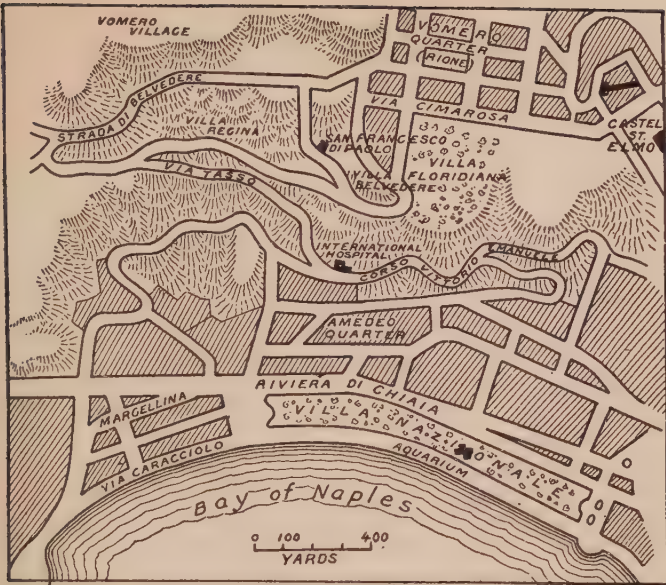 VOMERO
VILLAGE
VOMERO
QUARTER
(RIONE)
STRADA DI BELVEDERE
VIA CIMAROSA
VILLA
REGINA
CASTEL
ST.
ELMO
SAN FRANCESCO
DI PAOLO
VILLA
FLORIDIANA
VILLA
BELVEDERE
VIA TASSO
INTERNATIONAL
HOSPITAL
CORSO VITTORIO EMANUELE
AMEDEO
QUARTER
RIVIERA DI CHIAIA
MARGELLINA
VILLA NAZIONALE
AQUARIUM
VIA CARACCIOLO
Bay of Naples
0 100 400
YARDS